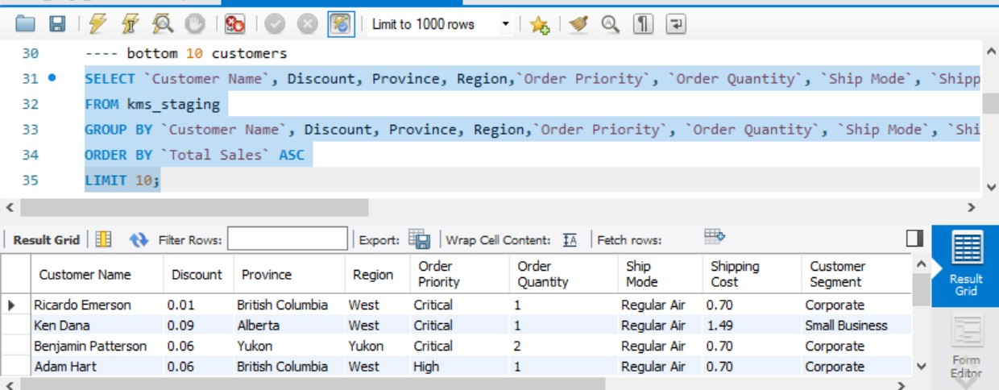 Limit to 1000 rows
30 ---- bottom 10 customers
31 SELECT `Customer Name`, Discount, Province, Region,`Order Priority`, `Order Quantity`, `Ship Mode`, `Shipp
32 FROM kms_staging
33 GROUP BY `Customer Name`, Discount, Province, Region,`Order Priority`, `Order Quantity`, `Ship Mode`, `Shi
34 ORDER BY `Total Sales` ASC
35 LIMIT 10;
Result Grid Filter Rows: Export: Wrap Cell Content: Fetch rows:
Customer Name Discount Province Region Order Priority Order Quantity Ship Mode Shipping Cost Customer Segment
Ricardo Emerson 0.01 British Columbia West Critical 1 Regular Air 0.70 Corporate
Ken Dana 0.09 Alberta West Critical 1 Regular Air 1.49 Small Business
Benjamin Patterson 0.06 Yukon Yukon Critical 2 Regular Air 0.70 Corporate
Adam Hart 0.06 British Columbia West High 1 Regular Air 0.70 Corporate
Result
Grid
Form
Editor